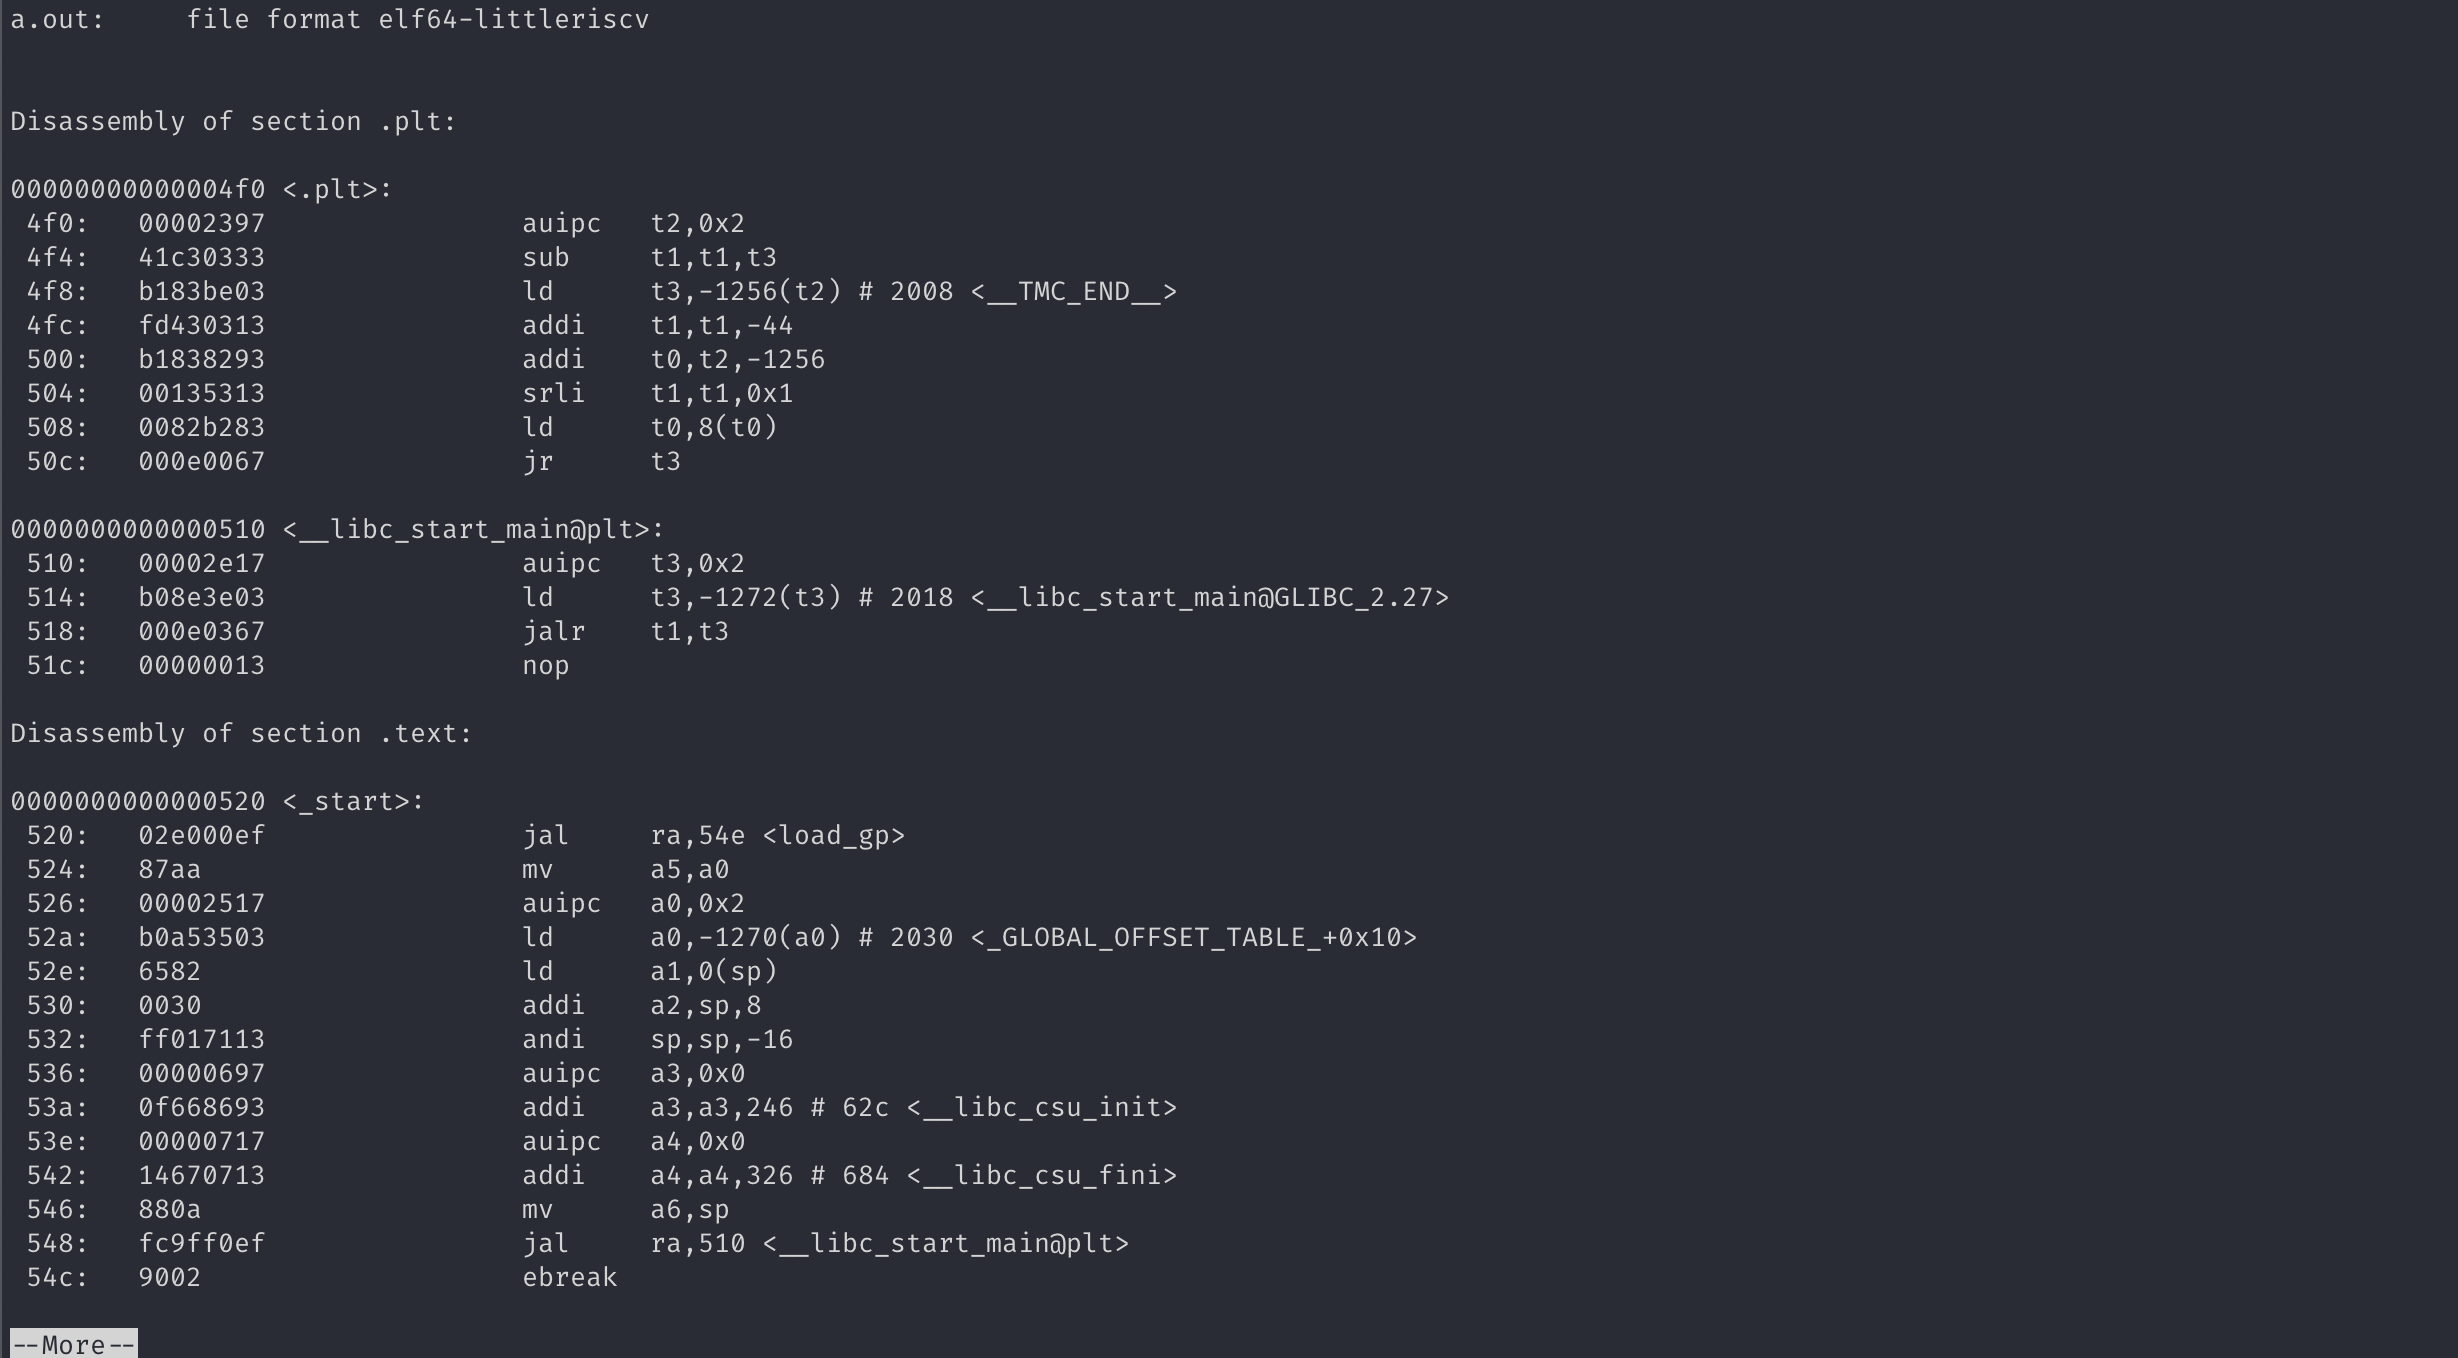 a.out:     file format elf64-littleriscv
Disassembly of section .plt:
00000000000004f0 <.plt>:
 4f0:	00002397          	auipc	t2,0x2
 4f4:	41c30333          	sub	t1,t1,t3
 4f8:	b183be03          	ld	t3,-1256(t2) # 2008 <__TMC_END__>
 4fc:	fd430313          	addi	t1,t1,-44
 500:	b1838293          	addi	t0,t2,-1256
 504:	00135313          	srli	t1,t1,0x1
 508:	0082b283          	ld	t0,8(t0)
 50c:	000e0067          	jr	t3
0000000000000510 <__libc_start_main@plt>:
 510:	00002e17          	auipc	t3,0x2
 514:	b08e3e03          	ld	t3,-1272(t3) # 2018 <__libc_start_main@GLIBC_2.27>
 518:	000e0367          	jalr	t1,t3
 51c:	00000013          	nop
Disassembly of section .text:
0000000000000520 <_start>:
 520:	02e000ef          	jal	ra,54e <load_gp>
 524:	87aa                	mv	a5,a0
 526:	00002517          	auipc	a0,0x2
 52a:	b0a53503          	ld	a0,-1270(a0) # 2030 <_GLOBAL_OFFSET_TABLE_+0x10>
 52e:	6582                	ld	a1,0(sp)
 530:	0030                	addi	a2,sp,8
 532:	ff017113          	andi	sp,sp,-16
 536:	00000697          	auipc	a3,0x0
 53a:	0f668693          	addi	a3,a3,246 # 62c <__libc_csu_init>
 53e:	00000717          	auipc	a4,0x0
 542:	14670713          	addi	a4,a4,326 # 684 <__libc_csu_fini>
 546:	880a                	mv	a6,sp
 548:	fc9ff0ef          	jal	ra,510 <__libc_start_main@plt>
 54c:	9002                	ebreak
--More--